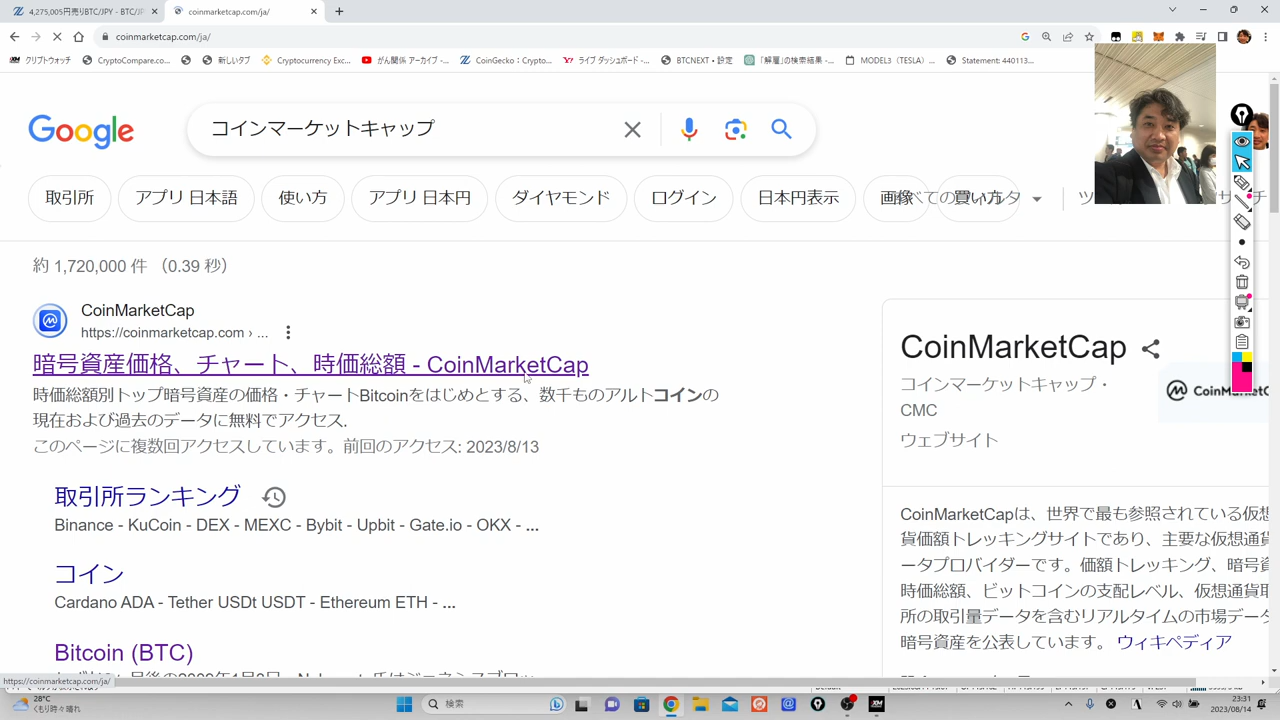 4,275,005円売りBTC/JPY - BTC/JP
coinmarketcap.com/ja/
coinmarketcap.com/ja/
クリプトウォッチ
CryptoCompare.co...
新しいタブ
Cryptocurrency Exc...
がん関係 アーカイブ -...
CoinGecko：Crypto...
ライブ ダッシュボード -...
BTCNEXT • 設定
「解雇」の検索結果 -...
MODEL3（TESLA）...
Statement: 440113...
Google
コインマーケットキャップ
取引所
アプリ 日本語
使い方
アプリ 日本円
ダイヤモンド
ログイン
日本円表示
画像
買い方
約 1,720,000 件 （0.39 秒）
CoinMarketCap
https://coinmarketcap.com › ...
暗号資産価格、チャート、時価総額 - CoinMarketCap
時価総額別トップ暗号資産の価格・チャートBitcoinをはじめとする、数千ものアルトコインの
現在および過去のデータに無料でアクセス.
このページに複数回アクセスしています。前回のアクセス: 2023/8/13
取引所ランキング
Binance - KuCoin - DEX - MEXC - Bybit - Upbit - Gate.io - OKX - ...
コイン
Cardano ADA - Tether USDt USDT - Ethereum ETH - ...
Bitcoin (BTC)
CoinMarketCap
コインマーケットキャップ・
CMC
ウェブサイト
CoinMarketC
CoinMarketCapは、世界で最も参照されている仮想
貨価額トレッキングサイトであり、主要な仮想通貨
ータプロバイダーです。価額トレッキング、暗号資
時価総額、ビットコインの支配レベル、仮想通貨取
所の取引量データを含むリアルタイムの市場データ
暗号資産を公表しています。 ウィキペディア
https://coinmarketcap.com/ja/
28°C
くもり時々晴れ
検索
23:31
2023/08/14